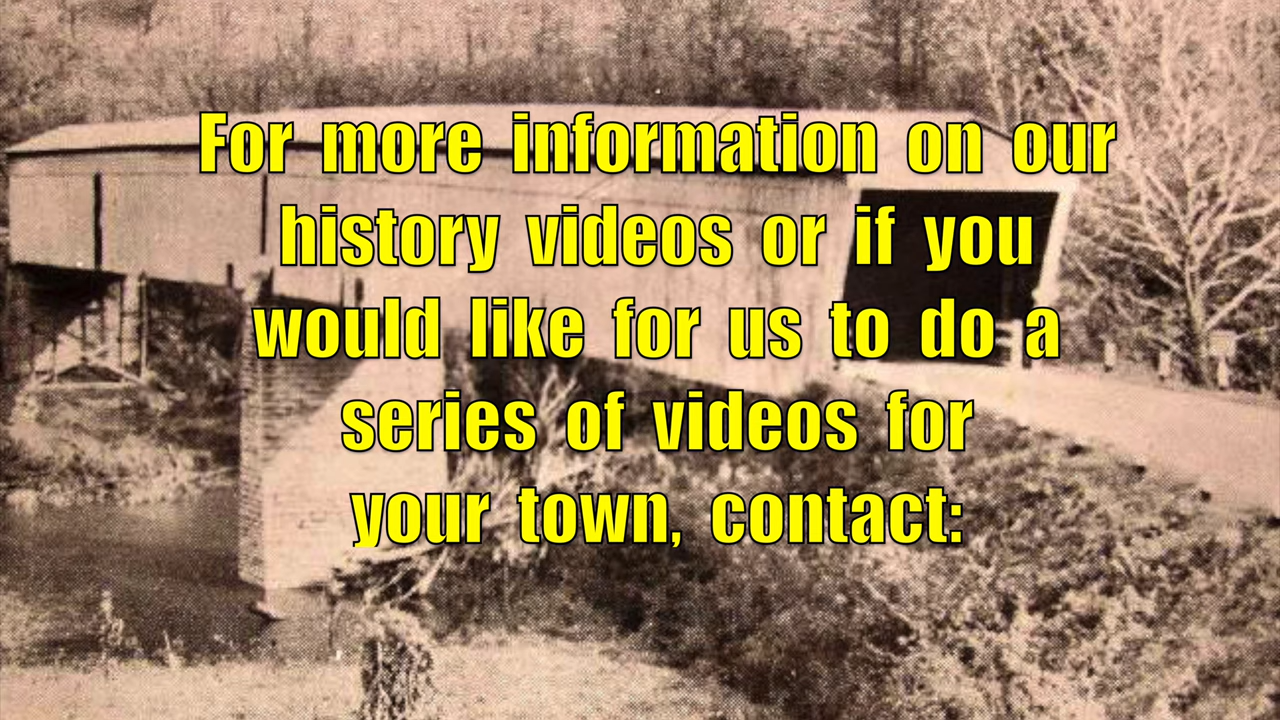 For more information on our
history videos or if you
would like for us to do a
series of videos for
your town, contact: